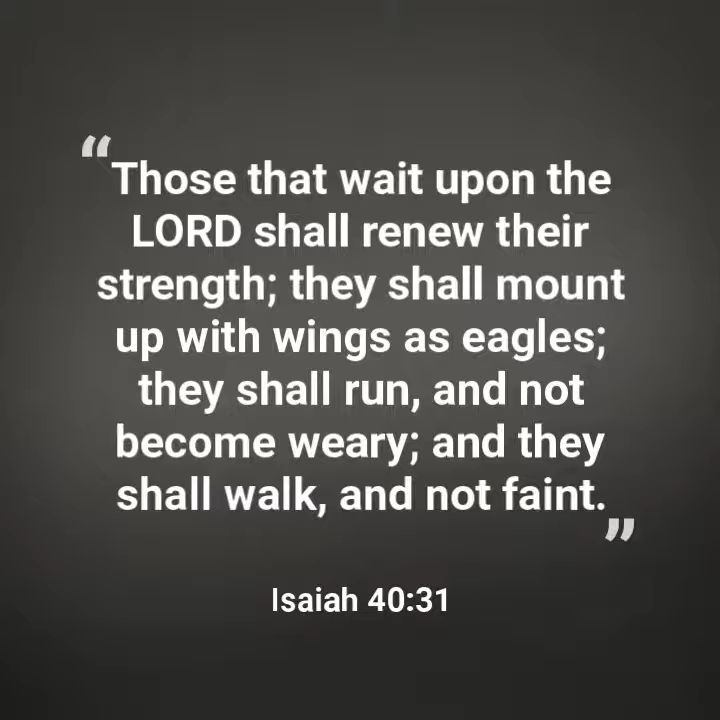 “Those that wait upon the
LORD shall renew their
strength; they shall mount
up with wings as eagles;
they shall run, and not
become weary; and they
shall walk, and not faint.”
Isaiah 40:31